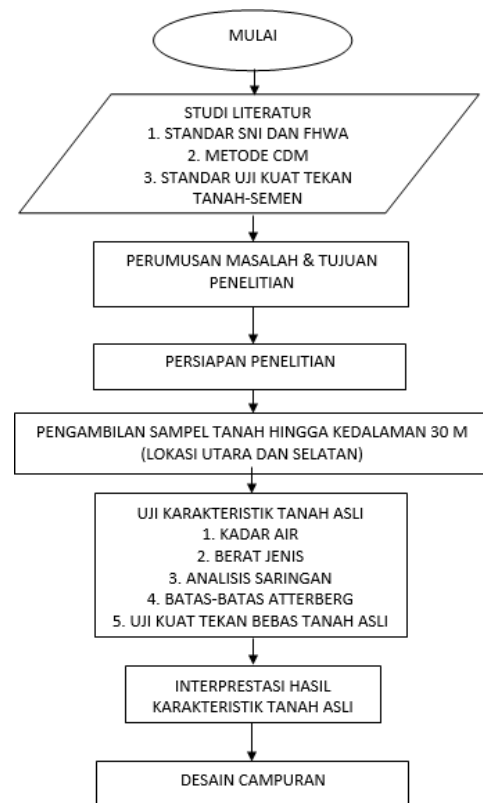 MULAI
STUDI LITERATUR
1. STANDAR SNI DAN FHWA
2. METODE CDM
3. STANDAR UJI KUAT TEKAN
TANAH-SEMEN
PERUMUSAN MASALAH & TUJUAN
PENELITIAN
PERSIAPAN PENELITIAN
PENGAMBILAN SAMPEL TANAH HINGGA KEDALAMAN 30 M
(LOKASI UTARA DAN SELATAN)
UJI KARAKTERISTIK TANAH ASLI
1. KADAR AIR
2. BERAT JENIS
3. ANALISIS SARINGAN
4. BATAS-BATAS ATTERBERG
5. UJI KUAT TEKAN BEBAS TANAH ASLI
INTERPRESTASI HASIL
KARAKTERISTIK TANAH ASLI
DESAIN CAMPURAN